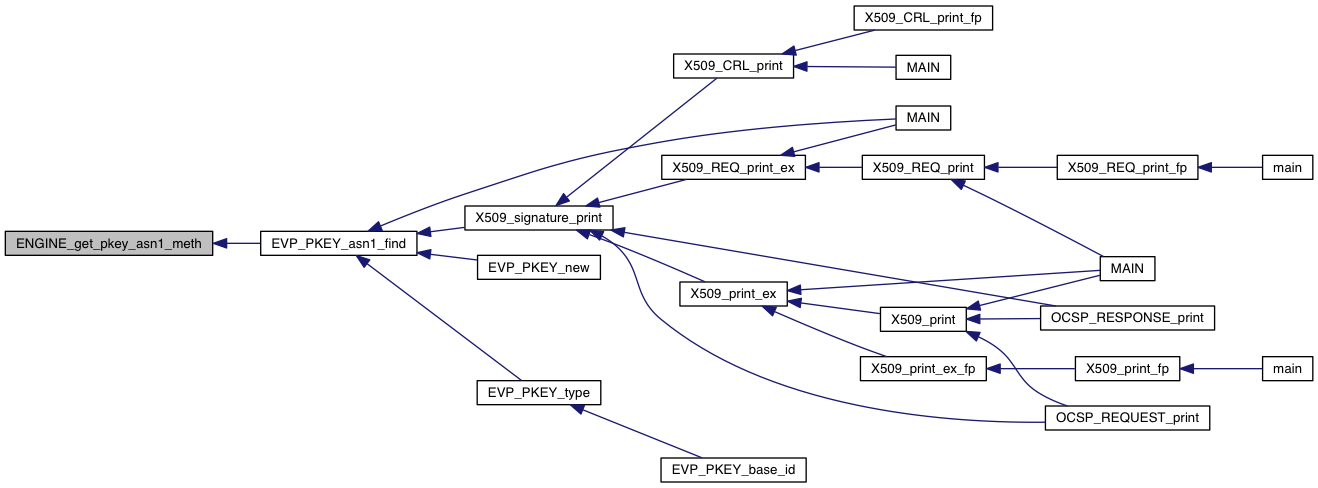 X509_CRL_print_fp
X509_CRL_print
MAIN
MAIN
X509_REQ_print_ex
X509_REQ_print
X509_REQ_print_fp
main
X509_signature_print
ENGINE_get_pkey_asn1_meth
EVP_PKEY_asn1_find
EVP_PKEY_new
MAIN
X509_print_ex
X509_print
OCSP_RESPONSE_print
X509_print_ex_fp
X509_print_fp
main
EVP_PKEY_type
OCSP_REQUEST_print
EVP_PKEY_base_id